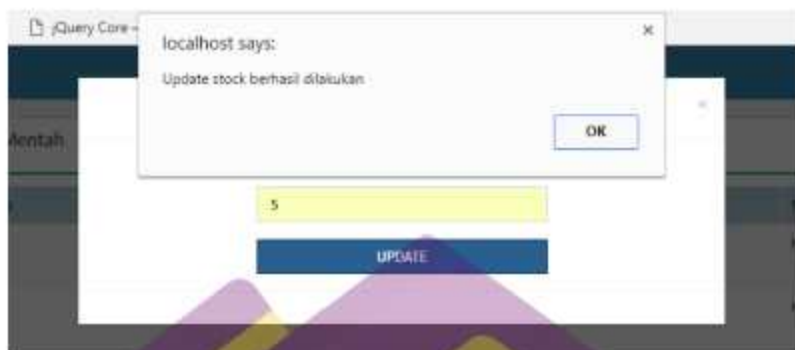 jQuery Core –
localhost says:
Update stock berhasil dilakukan
OK
Mentah
5
UPDATE